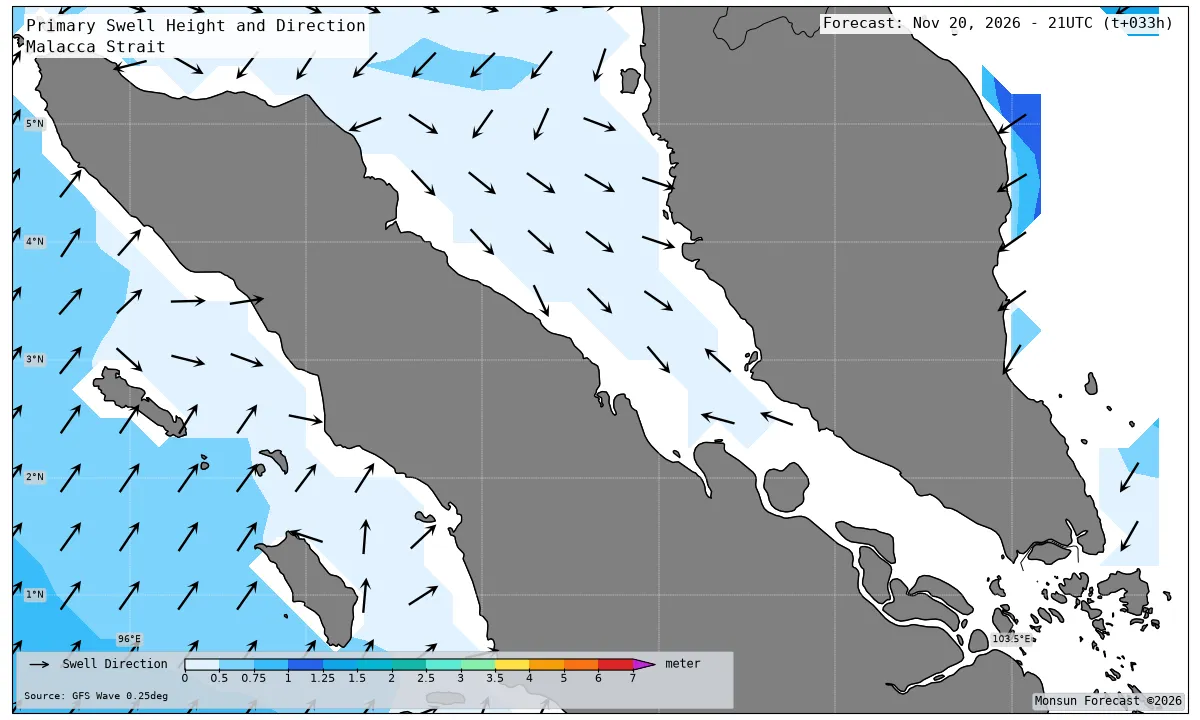 Primary Swell Height and Direction
Malacca Strait
Forecast: Nov 20, 2026 - 21UTC (t+033h)
5°N
4°N
3°N
2°N
1°N
96°E
103.5°E
Swell Direction
meter
0 0.5 0.75 1 1.25 1.5 2 2.5 3 3.5 4 5 6 7
Source: GFS Wave 0.25deg
Monsun Forecast ©2026